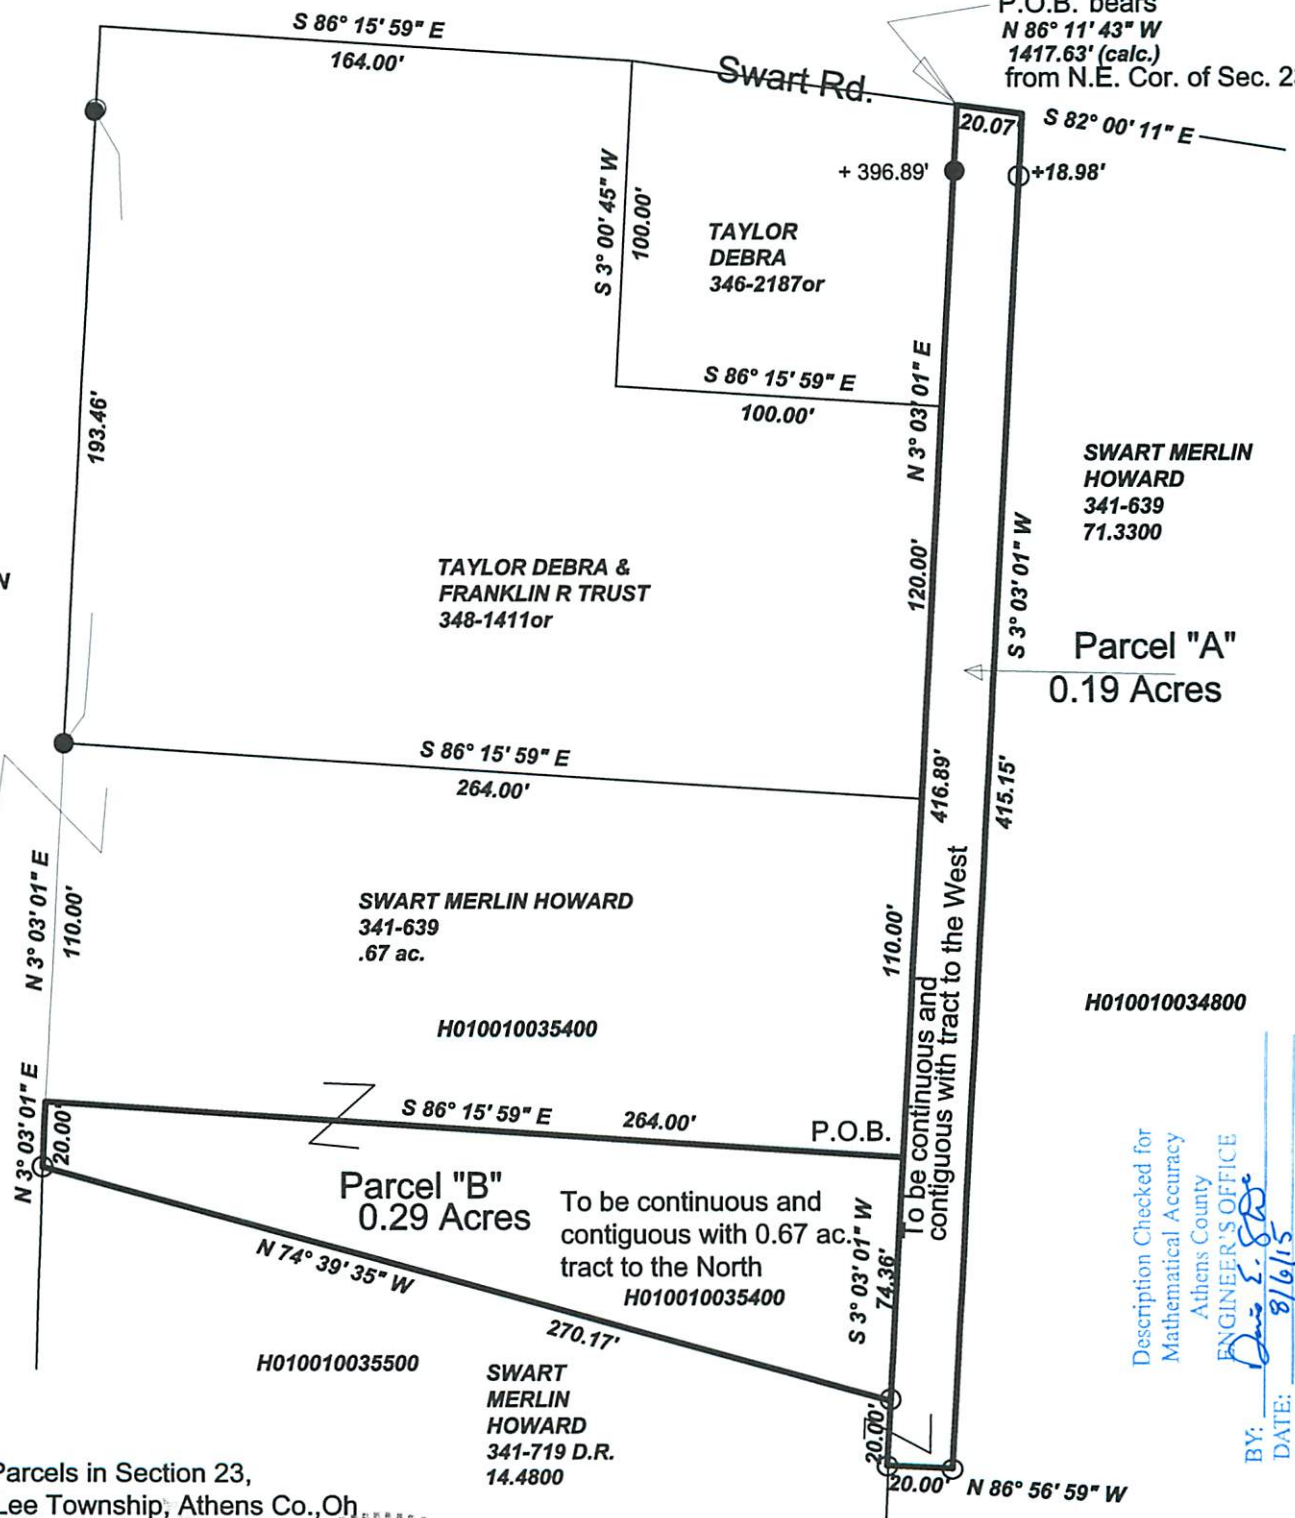 P.O.B. bears
N 86° 11' 43" W
1417.63' (calc.)
from N.E. Cor. of Sec. 2
S 86° 15' 59" E
164.00'
Swart Rd.
20.07'
S 82° 00' 11" E
+ 396.89'
+18.98'
S 3° 00' 45" W
100.00'
TAYLOR
DEBRA
346-2187or
S 86° 15' 59" E
100.00'
N 3° 03' 01" E
193.46'
120.00'
SWART MERLIN
HOWARD
341-639
71.3300
S 3° 03' 01" W
N
TAYLOR DEBRA &
FRANKLIN R TRUST
348-1411or
Parcel "A"
0.19 Acres
S 86° 15' 59" E
264.00'
416.89'
415.15'
N 3° 03' 01" E
110.00'
SWART MERLIN HOWARD
341-639
.67 ac.
110.00'
To be continuous and
contiguous with tract to the West
H010010035400
H010010034800
N 3° 03' 01" E
20.00'
S 86° 15' 59" E
264.00'
P.O.B.
Parcel "B"
0.29 Acres
To be continuous and
contiguous with 0.67 ac.
tract to the North
H010010035400
S 3° 03' 01" W
74.36'
N 74° 39' 35" W
270.17'
H010010035500
SWART
MERLIN
HOWARD
341-719 D.R.
14.4800
20.00'
20.00'
N 86° 56' 59" W
Description Checked for
Mathematical Accuracy
Athens County
ENGINEER'S OFFICE
BY:
DATE: 8/6/15
Parcels in Section 23,
Lee Township, Athens Co.,Oh